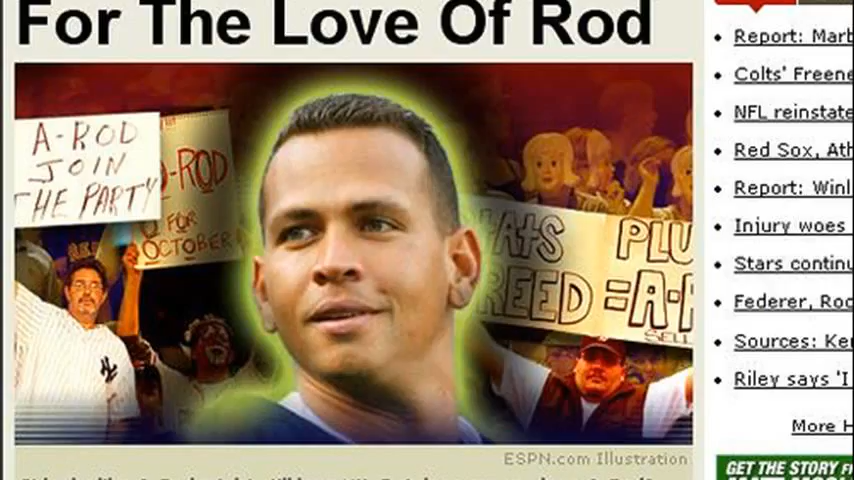 For The Love Of Rod
A-ROD
JOIN
THE PARTY
-ROD
FOR
OCTOBER
PLU
REED = A-R
SELL
ESPN.com Illustration
Report: Marb
Colts' Freene
NFL reinstate
Red Sox, Ath
Report: Winl
Injury woes
Stars continu
Federer, Rod
Sources: Ke
Riley says 'I
More H
GET THE STORY